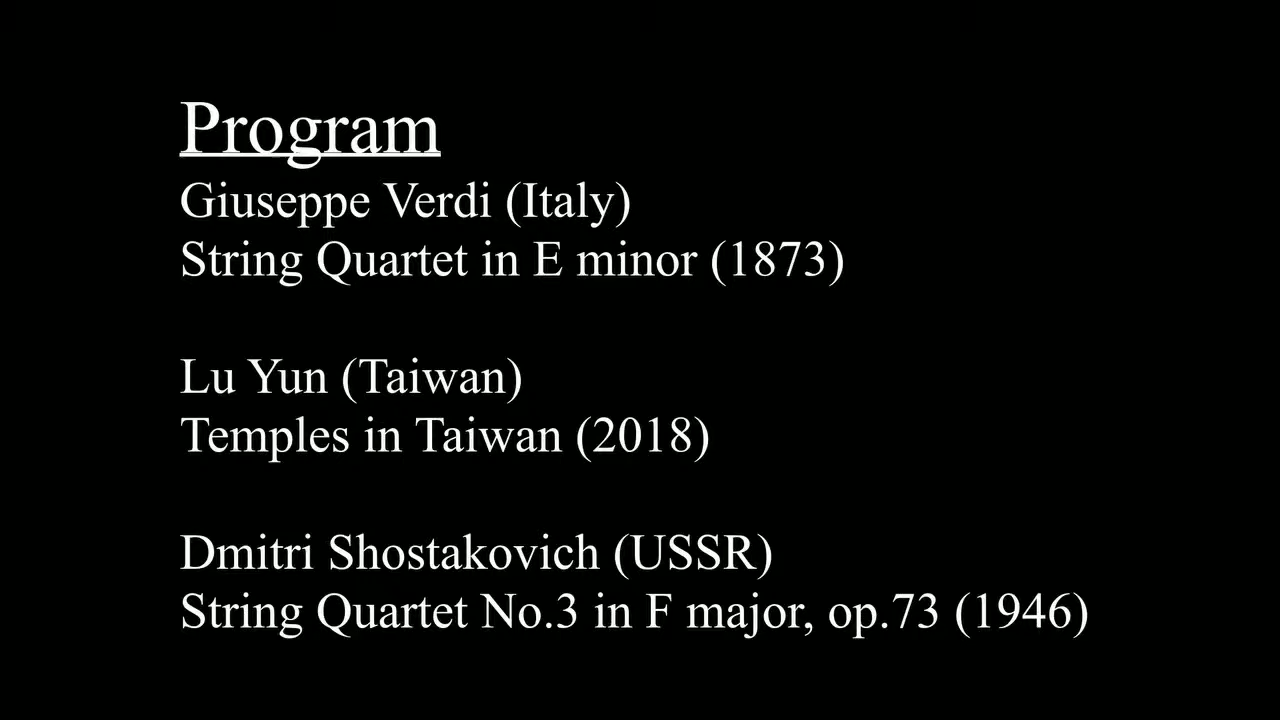 Program
Giuseppe Verdi (Italy)
String Quartet in E minor (1873)
Lu Yun (Taiwan)
Temples in Taiwan (2018)
Dmitri Shostakovich (USSR)
String Quartet No.3 in F major, op.73 (1946)